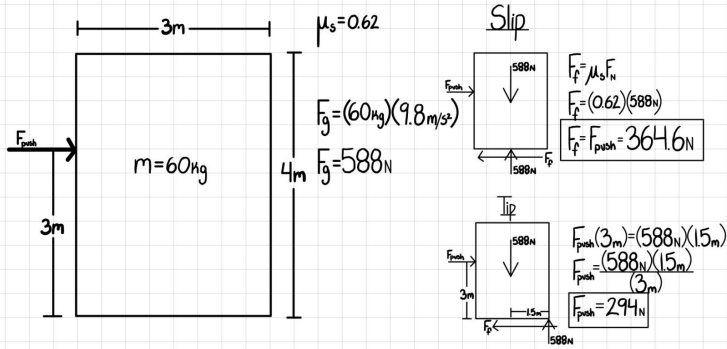 3m
μs=0.62
Fpush
m=60kg
3m
4m
Fg=(60kg)(9.8m/s²)
Fg=588N
Slip
588N
Fpush
Ff
588N
Ff=μsFN
Ff=(0.62)(588N)
Ff=Fpush=364.6N
Tip
588N
Fpush
3m
1.5m
Ff
588N
Fpush(3m)=(588N)(1.5m)
Fpush=(588N)(1.5m)
(3m)
Fpush=294N